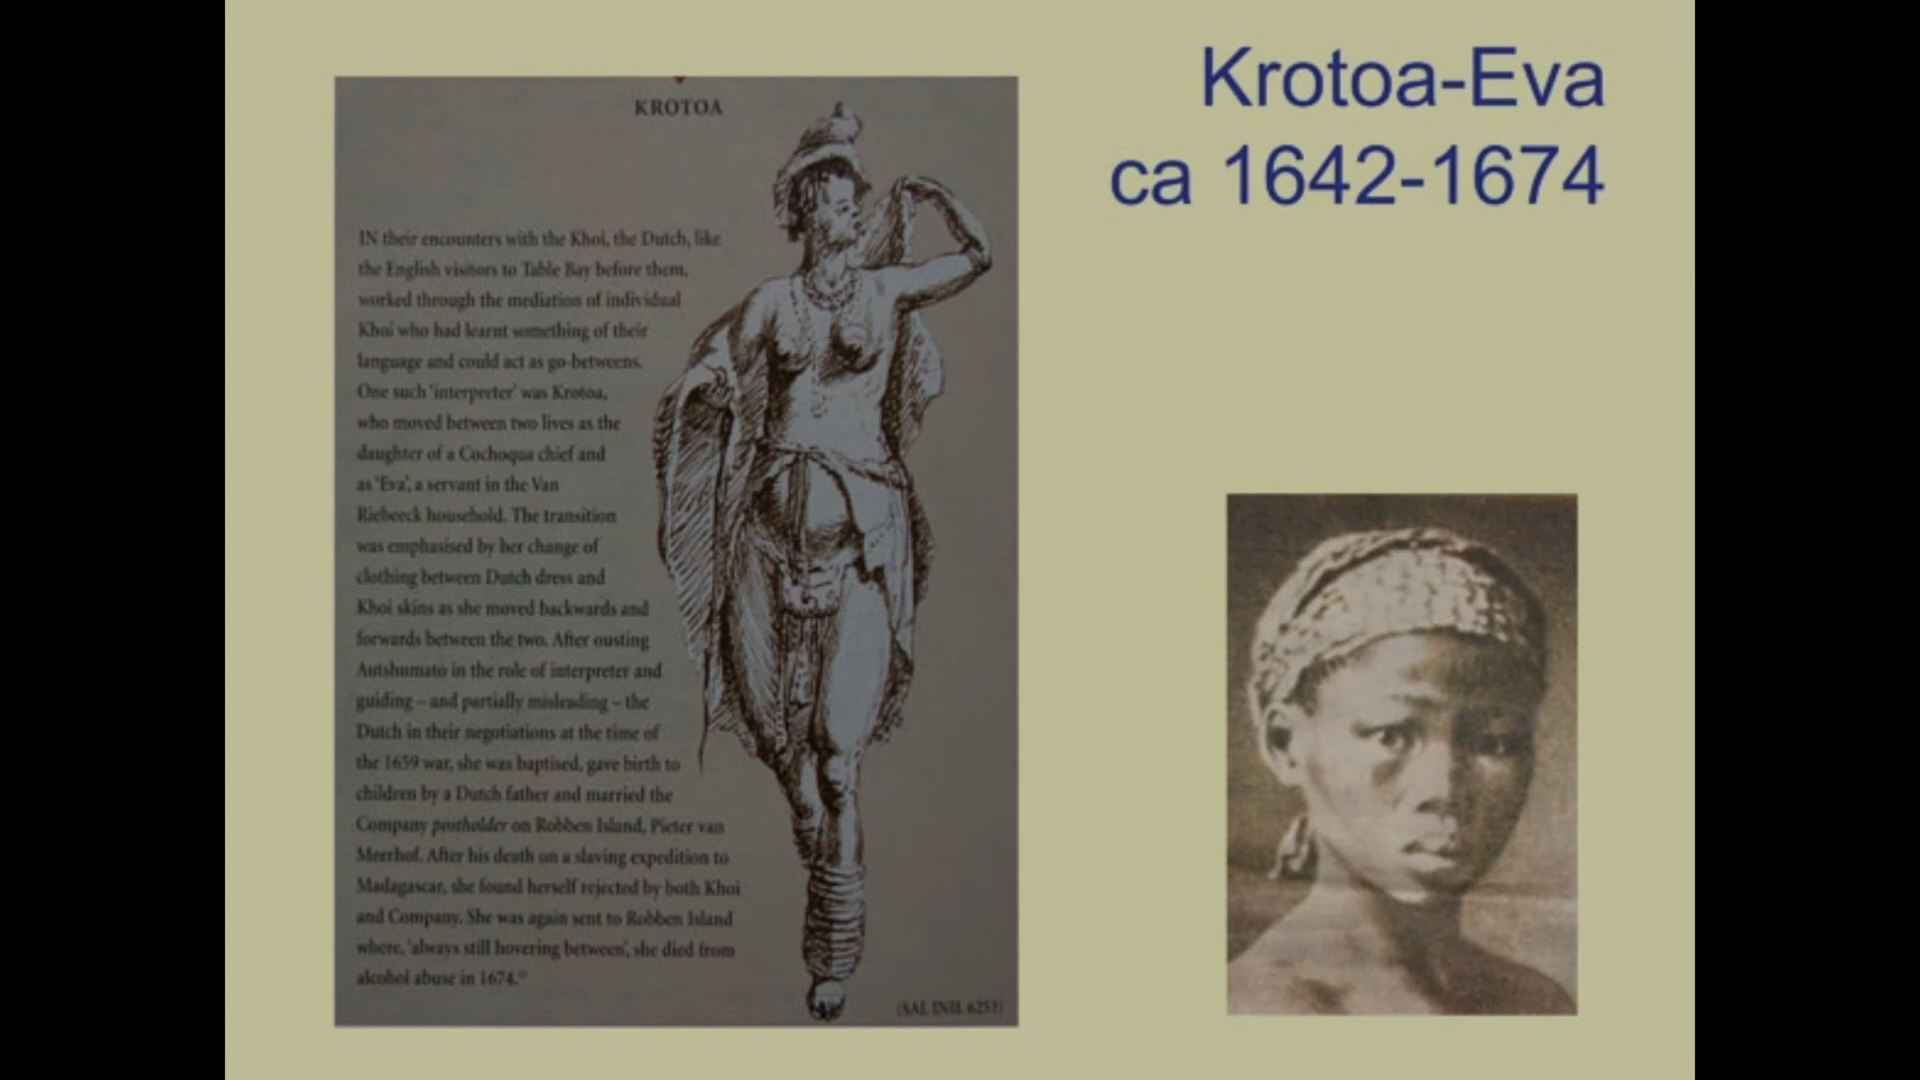 Krotoa-Eva
ca 1642-1674
KROTOA
IN their encounters with the Khoi, the Dutch, like
the English visitors to Table Bay before them,
worked through the mediation of individual
Khoi who had learnt something of their
language and could act as go-betweens.
One such 'interpreter' was Krotoa,
who moved between two lives as the
daughter of a Cochoqua chief and
as 'Eva', a servant in the Van
Riebeeck household. The transition
was emphasised by her change of
clothing between Dutch dress and
Khoi skins as she moved backwards and
forwards between the two. After ousting
Autshumato in the role of interpreter and
guiding – and partially misleading – the
Dutch in their negotiations at the time of
the 1659 war, she was baptised, gave birth to
children by a Dutch father and married the
Company postholder on Robben Island, Pieter van
Meerhof. After his death on a slaving expedition to
Madagascar, she found herself rejected by both Khoi
and Company. She was again sent to Robben Island
where, 'always still hovering between', she died from
alcohol abuse in 1674.
(SAL INIL 6253)